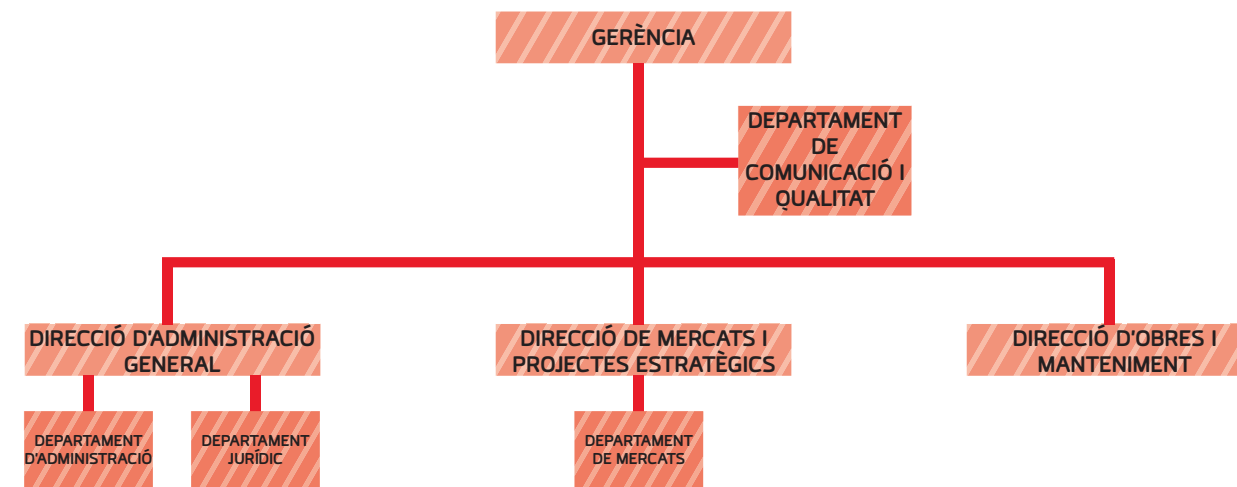 GERÈNCIA
DEPARTAMENT
DE
COMUNICACIÓ I
QUALITAT
DIRECCIÓ D'ADMINISTRACIÓ
GENERAL
DIRECCIÓ DE MERCATS I
PROJECTES ESTRATÈGICS
DIRECCIÓ D'OBRES I
MANTENIMENT
DEPARTAMENT
D'ADMINISTRACIÓ
DEPARTAMENT
JURÍDIC
DEPARTAMENT
DE MERCATS